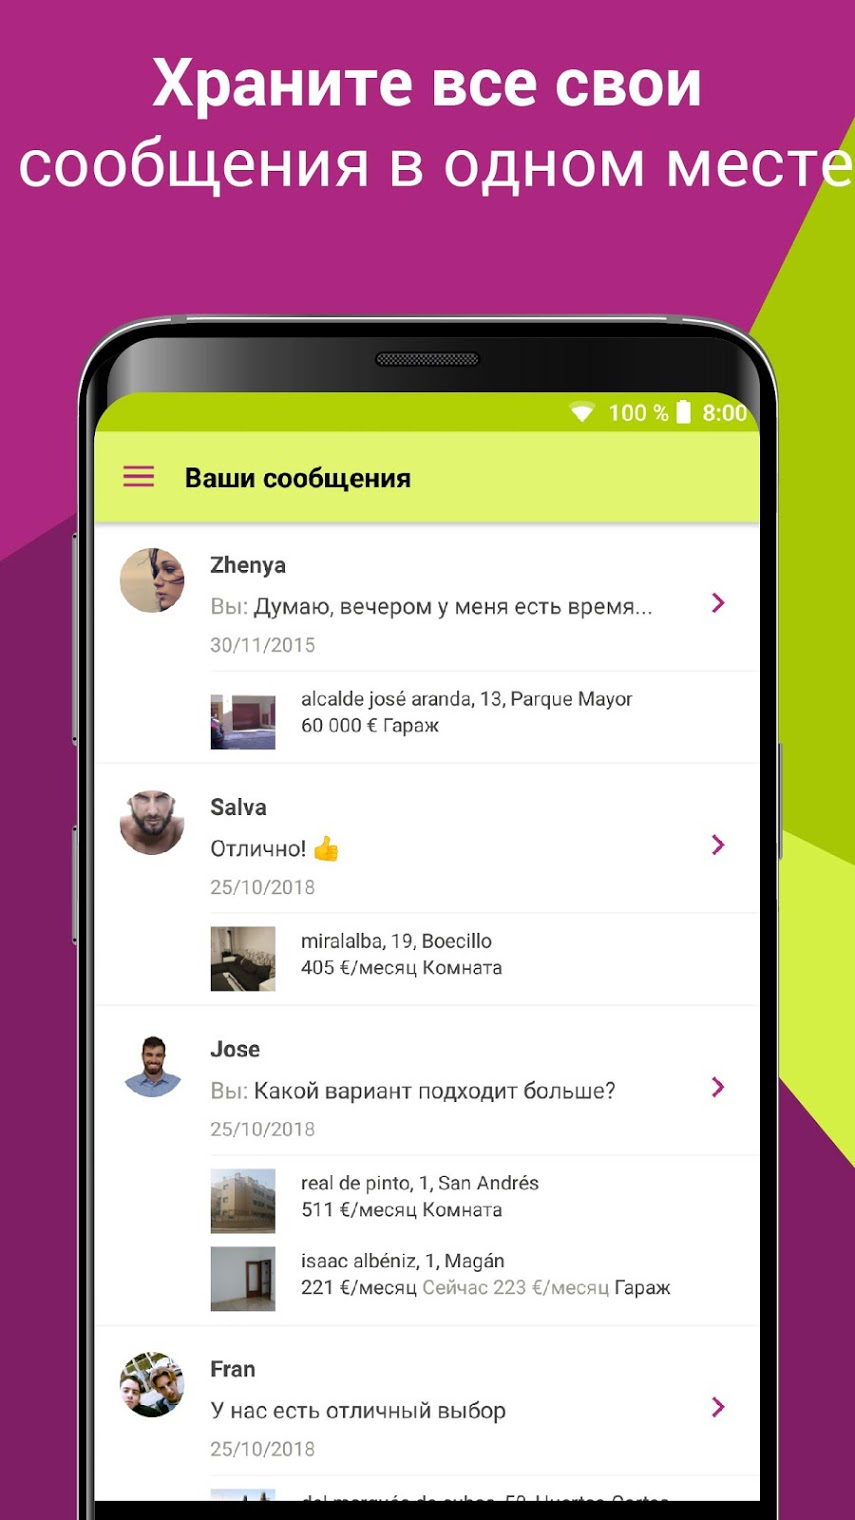 Храните все свои
сообщения в одном месте
100 % 8:00
Ваши сообщения
Zhenya
Вы: Думаю, вечером у меня есть время...
30/11/2015
alcalde josé aranda, 13, Parque Mayor
60 000 € Гараж
Salva
Отлично! 👍
25/10/2018
miralalba, 19, Boecillo
405 €/месяц Комната
Jose
Вы: Какой вариант подходит больше?
25/10/2018
real de pinto, 1, San Andrés
511 €/месяц Комната
isaac albéniz, 1, Magán
221 €/месяц Сейчас 223 €/месяц Гараж
Fran
У нас есть отличный выбор
25/10/2018